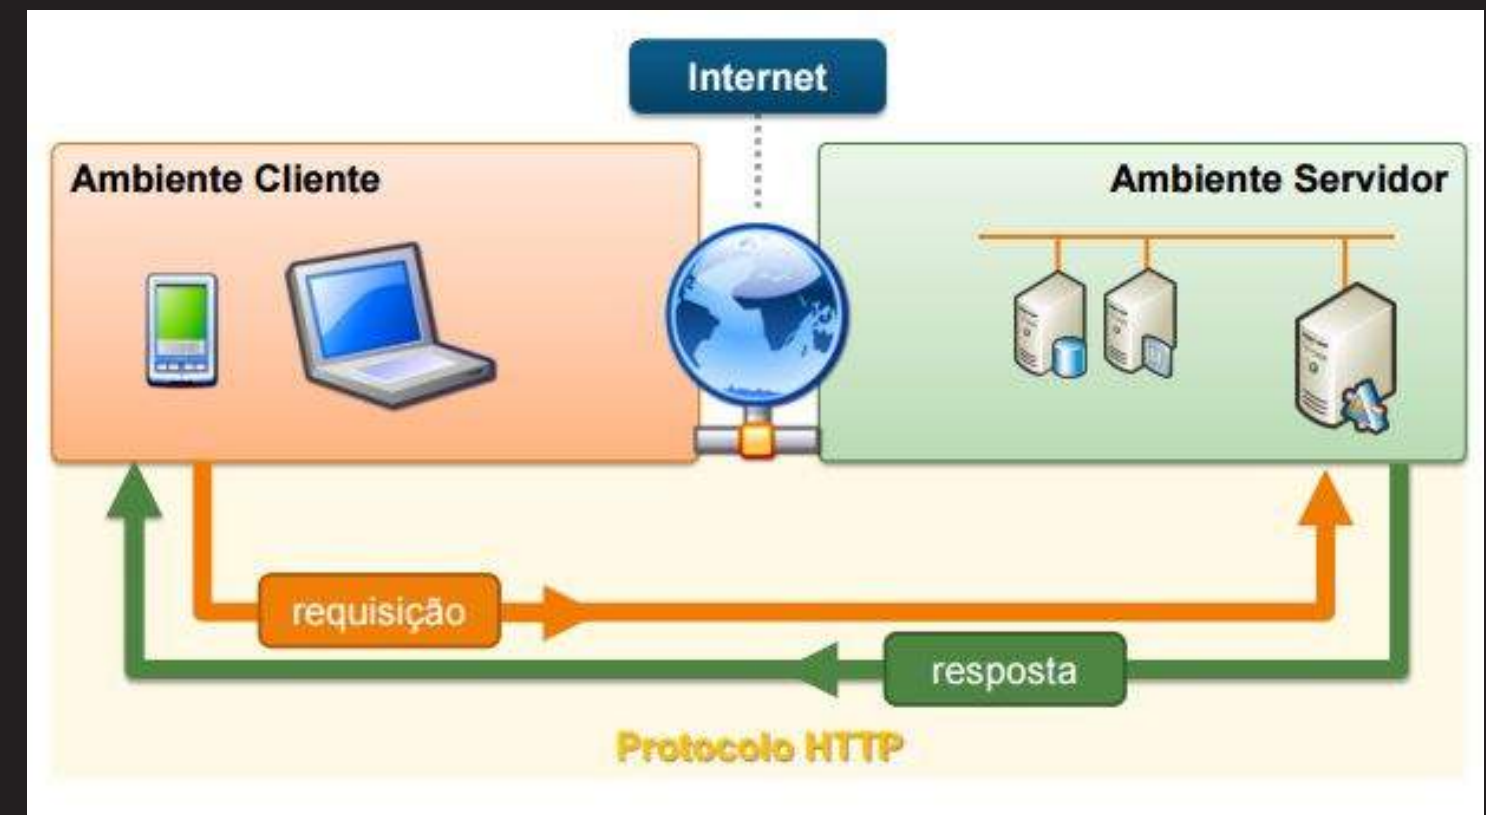 Internet
Ambiente Cliente
Ambiente Servidor
requisição
resposta
Protocolo HTTP